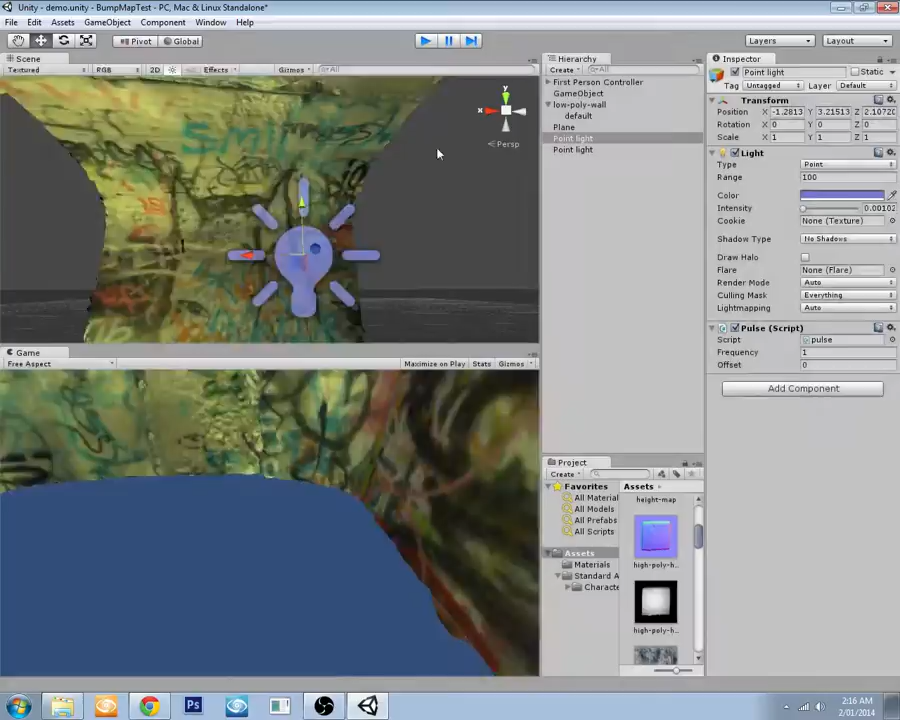 Unity - demo.unity - BumpMapTest - PC, Mac & Linux Standalone*
File Edit Assets GameObject Component Window Help
Pivot Global Layers Layout
Scene
Textured RGB 2D Effects Gizmos All
Smil
y
x
Persp
Game
Free Aspect Maximize on Play Stats Gizmos
Hierarchy
Create All
First Person Controller
GameObject
low-poly-wall
default
Plane
Point light
Point light
Project
Create
Favorites
All Material
All Models
All Prefabs
All Scripts
Assets
Materials
Standard A
Characte
Assets
height-map
high-poly-h..
high-poly-h..
Inspector
Point light Static
Tag Untagged Layer Default
Transform
Position X -1.2813 Y 3.21513 Z 2.10720
Rotation X 0 Y 0 Z 0
Scale X 1 Y 1 Z 1
Light
Type Point
Range 100
Color
Intensity 0.00102
Cookie None (Texture)
Shadow Type No Shadows
Draw Halo
Flare None (Flare)
Render Mode Auto
Culling Mask Everything
Lightmapping Auto
Pulse (Script)
Script pulse
Frequency 1
Offset 0
Add Component
Ps
2:16 AM
2/01/2014